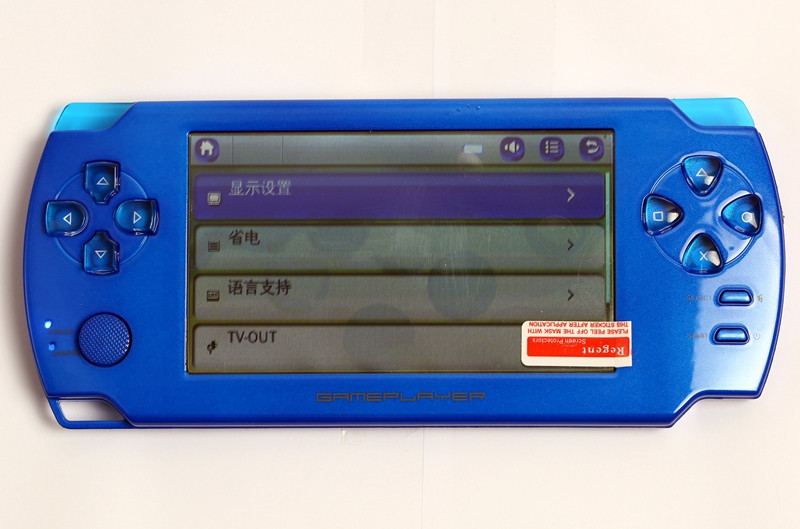 显示设置
省电
语言支持
TV-OUT
PLEASE PEEL OFF THE MASK WITH
THIS STICKER AFTER APPLICATION
Screen Protectors
Regent
GAMEPLAYER